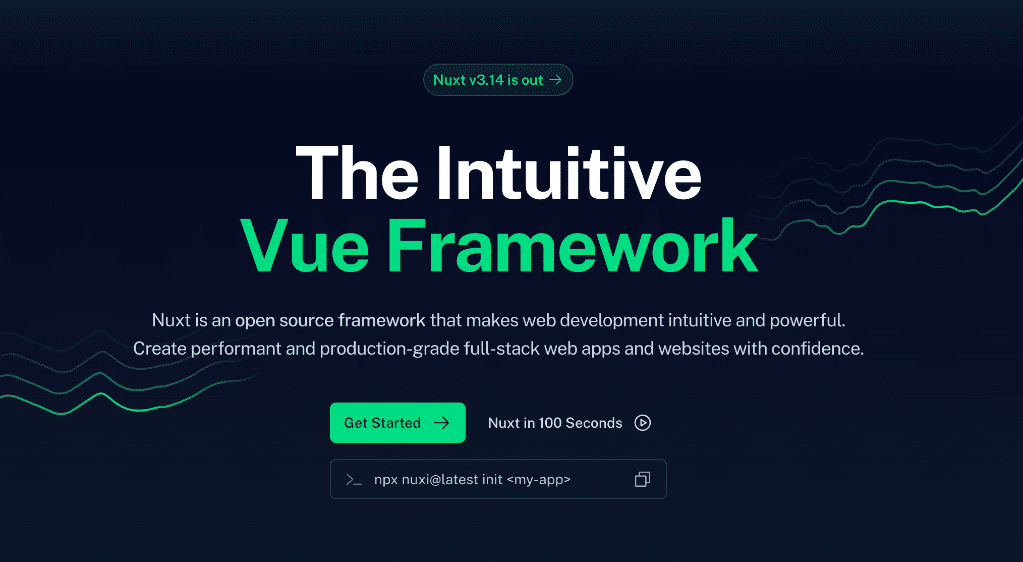 Nuxt v3.14 is out →
The Intuitive
Vue Framework
Nuxt is an open source framework that makes web development intuitive and powerful.
Create performant and production-grade full-stack web apps and websites with confidence.
Get Started →
Nuxt in 100 Seconds
npx nuxi@latest init <my-app>